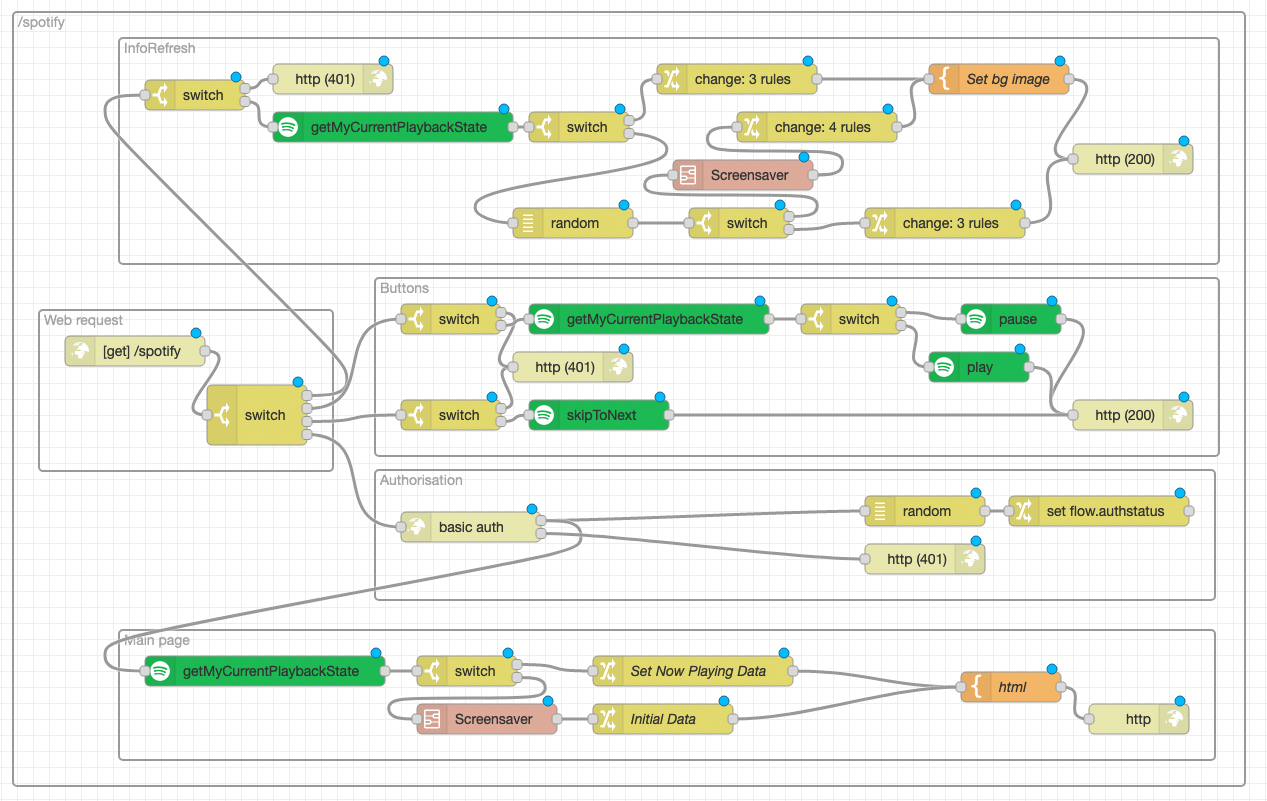 /spotify
InfoRefresh
http (401)
change: 3 rules
Set bg image
switch
getMyCurrentPlaybackState
switch
change: 4 rules
http (200)
Screensaver
random
switch
change: 3 rules
Buttons
Web request
switch
getMyCurrentPlaybackState
switch
pause
[get] /spotify
http (401)
play
switch
switch
skipToNext
http (200)
Authorisation
basic auth
random
set flow.authstatus
http (401)
Main page
getMyCurrentPlaybackState
switch
Set Now Playing Data
html
Screensaver
Initial Data
http